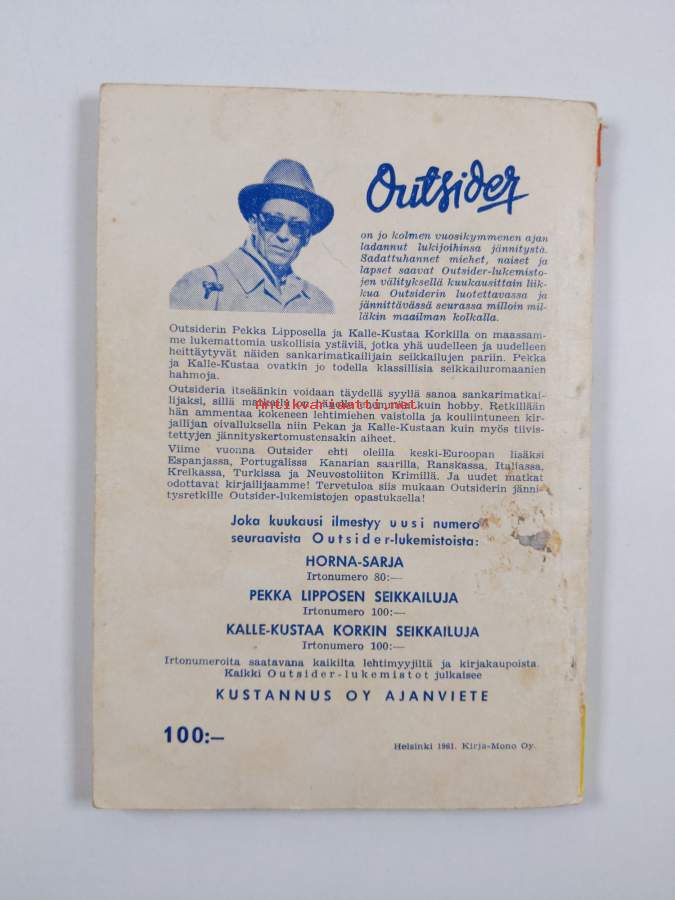 Outsider
on jo kolmen vuosikymmenen ajan
ladannut lukijoihinsa jännitystä.
Sadattuhannet miehet, naiset ja
lapset saavat Outsider-lukemisto-
jen välityksellä kuukausittain liik-
kua Outsiderin luotettavassa ja
jännittävässä seurassa milloin mil-
läkin maailman kolkalla.
Outsiderin Pekka Lipposella ja Kalle-Kustaa Korkilla on maassam-
me lukemattomia uskollisia ystäviä, jotka yhä uudelleen ja uudelleen
heittäytyvät näiden sankarimatkailijain seikkailujen pariin. Pekka
ja Kalle-Kustaa ovatkin jo todella klassillisia seikkailuromaanien
hahmoja.
Outsideria itseäänkin voidaan täydellä syyllä sanoa sankarimatkai-
lijaksi, sillä matkailu on kuin hobby. Retkillään
Antikvariaatti.net
hän ammentaa kokeneen lehtimiehen vaistolla ja koulliintuneen kir-
jailijan oivalluksella niin Pekan ja Kalle-Kustaan kuin myös tiivis-
tettyjen jännityskertomustensakin aiheet.
Viime vuonna Outsider ehti oleilla keski-Euroopan lisäksi
Espanjassa, Portugalissa Kanarian saarilla, Ranskassa, Italiassa,
Kreikassa, Turkissa ja Neuvostoliiton Krimillä. Ja uudet matkat
odottavat kirjailijaamme! Tervetuloa siis mukaan Outsiderin jänni-
tysretkille Outsider-lukemistojen opastuksella!
Joka kuukausi ilmestyy uusi numero
seuraavista Outsider-lukemistoista:
HORNA-SARJA
Irtonumero 80:—
PEKKA LIPPOSEN SEIKKAILUJA
Irtonumero 100:—
KALLE-KUSTAA KORKIN SEIKKAILUJA
Irtonumero 100:—
Irtonumeroita saatavana kaikilta lehtimyyjiltä ja kirjakaupoista.
Kaikki Outsider-lukemistot julkaisee
KUSTANNUS OY AJANVIETE
100:—
Helsinki 1961. Kirja-Mono Oy.